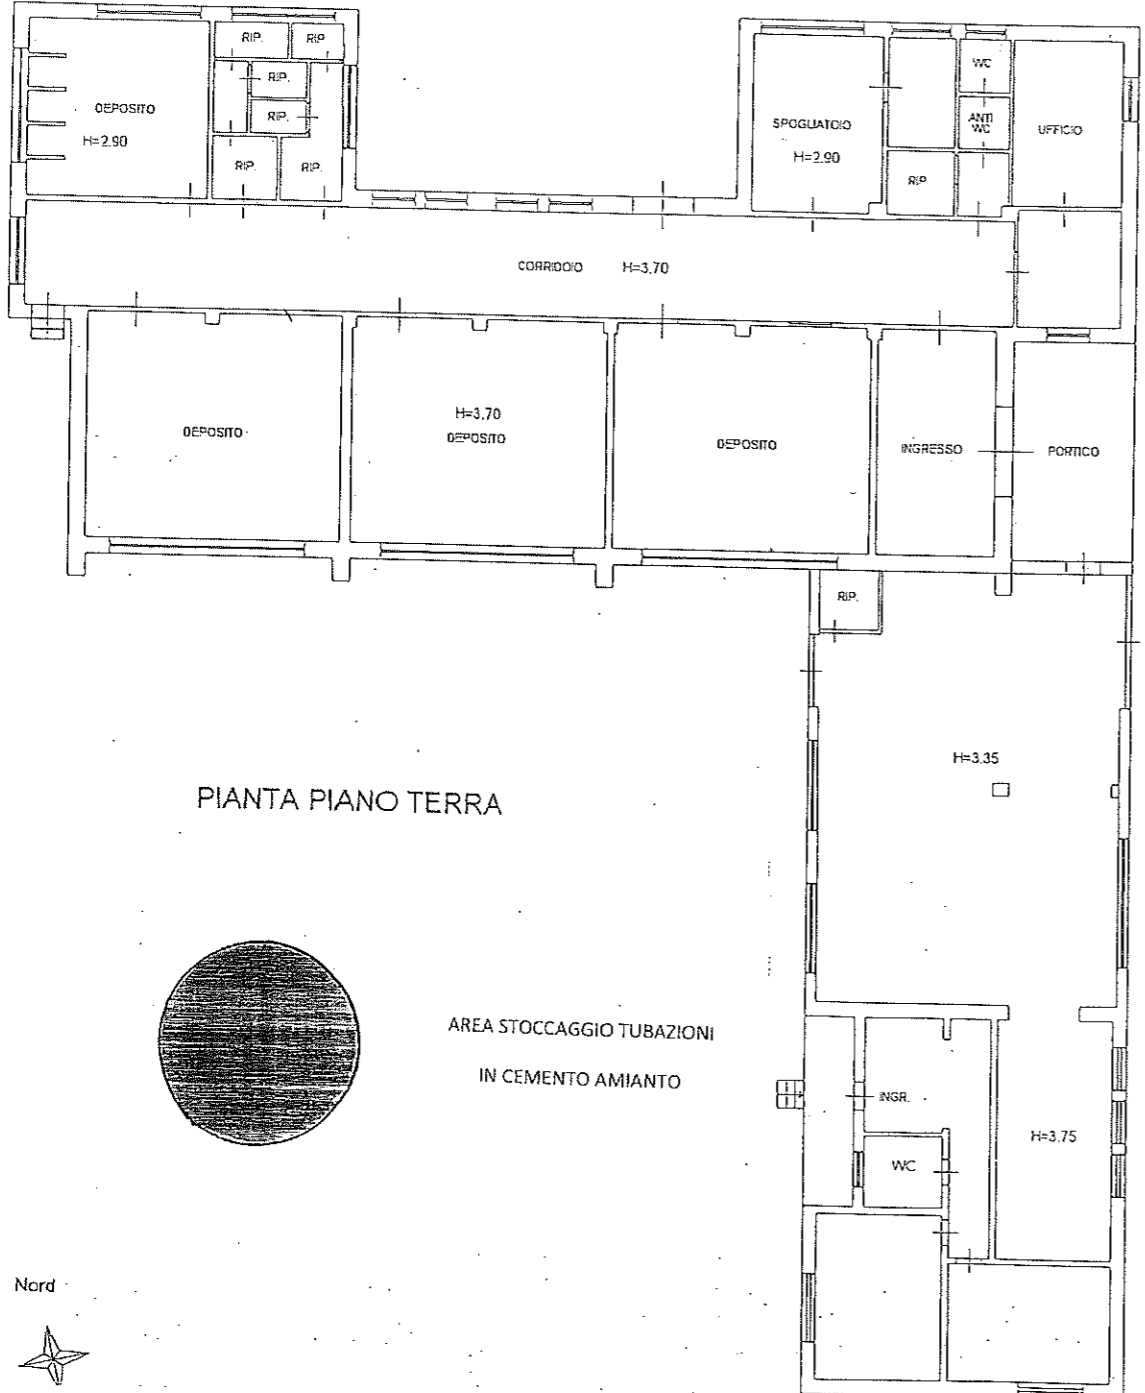 RIP.
RIP
RIP.
RIP.
RIP.
RIP.
DEPOSITO
H=2.90
SPOGLIATOIO
H=2.90
WC
ANTI
WC
RIP
UFFICIO
CORRIDOIO H=3.70
DEPOSITO
H=3.70
DEPOSITO
DEPOSITO
INGRESSO
PORTICO
RIP.
H=3.35
PIANTA PIANO TERRA
AREA STOCCAGGIO TUBAZIONI
IN CEMENTO AMIANTO
INGR.
WC
H=3.75
Nord